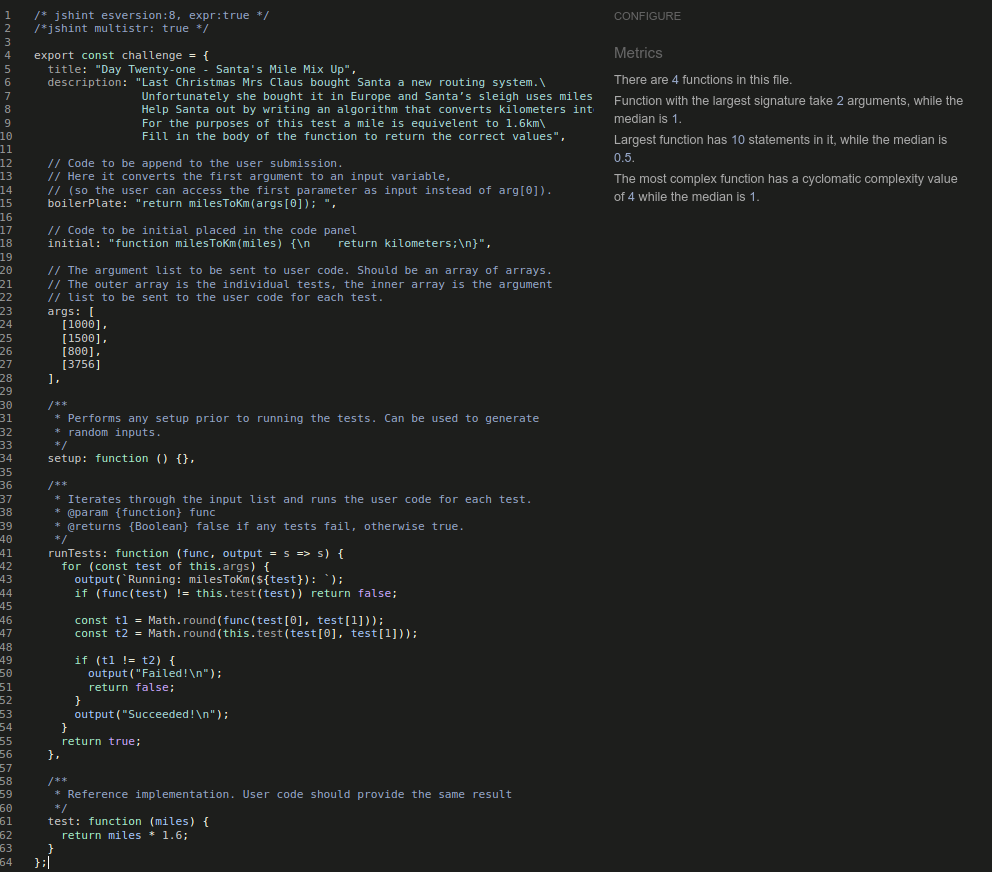 1 /* jshint esversion:8, expr:true */
2 /*jshint multistr: true */
3
4 export const challenge = {
5   title: "Day Twenty-one - Santa's Mile Mix Up",
6   description: "Last Christmas Mrs Claus bought Santa a new routing system.\
7                 Unfortunately she bought it in Europe and Santa’s sleigh uses miles
8                 Help Santa out by writing an algorithm that converts kilometers int
9                 For the purposes of this test a mile is equivalent to 1.6km\
10                Fill in the body of the function to return the correct values",
11
12   // Code to be append to the user submission.
13   // Here it converts the first argument to an input variable,
14   // (so the user can access the first parameter as input instead of arg[0]).
15   boilerPlate: "return milesToKm(args[0]); ",
16
17   // Code to be initial placed in the code panel
18   initial: "function milesToKm(miles) {\n    return kilometers;\n}",
19
20   // The argument list to be sent to user code. Should be an array of arrays.
21   // The outer array is the individual tests, the inner array is the argument
22   // list to be sent to the user code for each test.
23   args: [
24     [1000],
25     [1500],
26     [800],
27     [3756]
28   ],
29
30   /**
31    * Performs any setup prior to running the tests. Can be used to generate
32    * random inputs.
33    */
34   setup: function () {},
35
36   /**
37    * Iterates through the input list and runs the user code for each test.
38    * @param {function} func
39    * @returns {Boolean} false if any tests fail, otherwise true.
40    */
41   runTests: function (func, output = s => s) {
42     for (const test of this.args) {
43       output(`Running: milesToKm(${test}): `);
44       if (func(test) != this.test(test)) return false;
45
46       const t1 = Math.round(func(test[0], test[1]));
47       const t2 = Math.round(this.test(test[0], test[1]));
48
49       if (t1 != t2) {
50         output("Failed!\n");
51         return false;
52       }
53       output("Succeeded!\n");
54     }
55     return true;
56   },
57
58   /**
59    * Reference implementation. User code should provide the same result
60    */
61   test: function (miles) {
62     return miles * 1.6;
63   }
64 };
CONFIGURE
Metrics
There are 4 functions in this file.
Function with the largest signature take 2 arguments, while the
median is 1.
Largest function has 10 statements in it, while the median is
0.5.
The most complex function has a cyclomatic complexity value
of 4 while the median is 1.